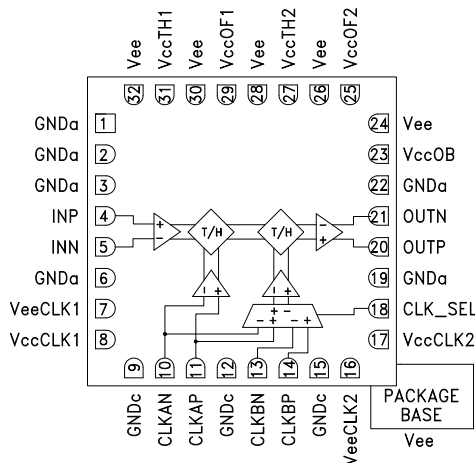 Vee VccTH1 Vee VccOF1 Vee VccTH2 Vee VccOF2
32 31 30 29 28 27 26 25
GNDa 1
GNDa 2
GNDa 3
INP 4
INN 5
GNDa 6
VeeCLK1 7
VccCLK1 8
+ − T/H T/H − +
− + − +
+ −
− + − +
24 Vee
23 VccOB
22 GNDa
21 OUTN
20 OUTP
19 GNDa
18 CLK_SEL
17 VccCLK2
9 10 11 12 13 14 15 16
GNDc CLKAN CLKAP GNDc CLKBN CLKBP GNDc VeeCLK2
PACKAGE
BASE
Vee